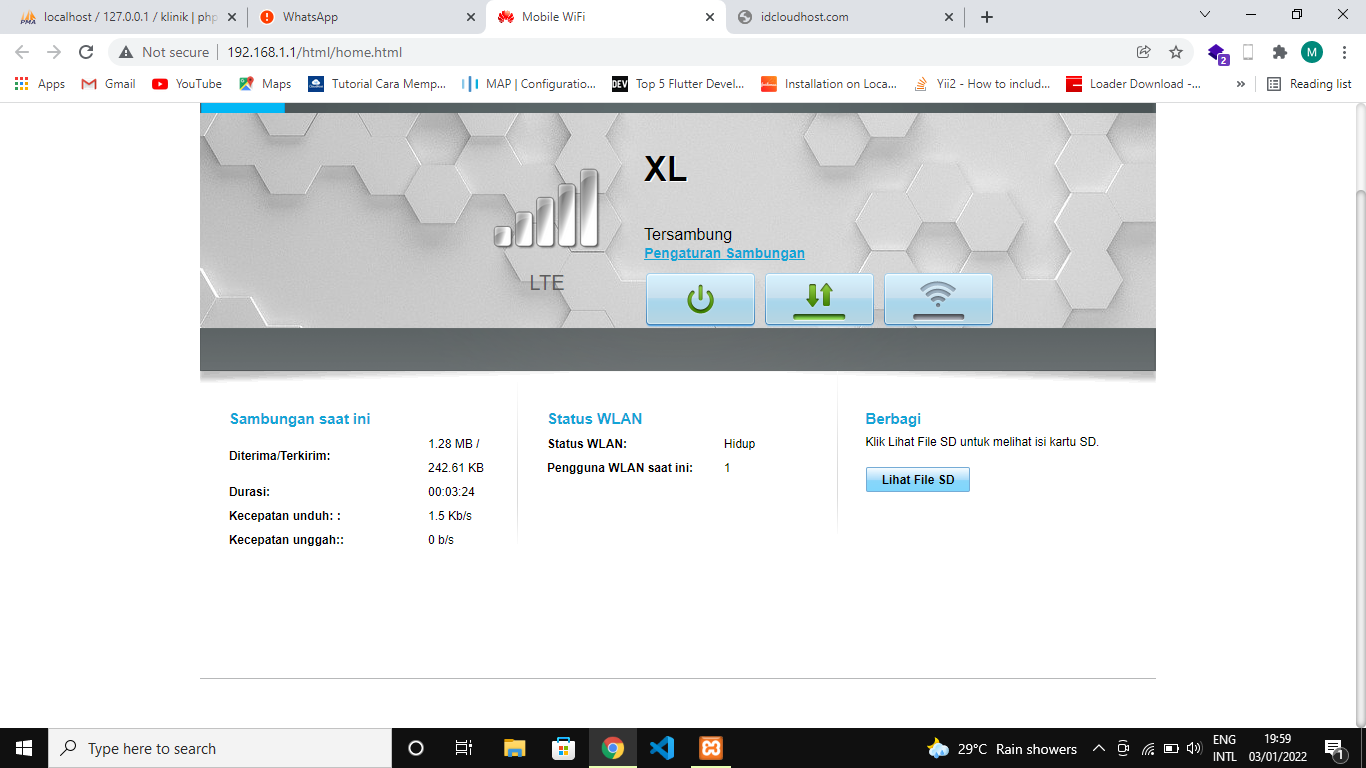 localhost / 127.0.0.1 / klinik | php
WhatsApp
Mobile WiFi
idcloudhost.com
Not secure
192.168.1.1/html/home.html
M
2
Apps
Gmail
YouTube
Maps
Tutorial Cara Memp...
MAP | Configuratio...
DEV
Top 5 Flutter Devel...
Installation on Loca...
Yii2 - How to includ...
Loader Download -...
»
Reading list
XL
Tersambung
Pengaturan Sambungan
LTE
Sambungan saat ini
Diterima/Terkirim:
1.28 MB /
242.61 KB
Durasi:
00:03:24
Kecepatan unduh: :
1.5 Kb/s
Kecepatan unggah::
0 b/s
Status WLAN
Status WLAN:
Hidup
Pengguna WLAN saat ini:
1
Berbagi
Klik Lihat File SD untuk melihat isi kartu SD.
Lihat File SD
Type here to search
29°C Rain showers
ENG
INTL
19:59
03/01/2022
1